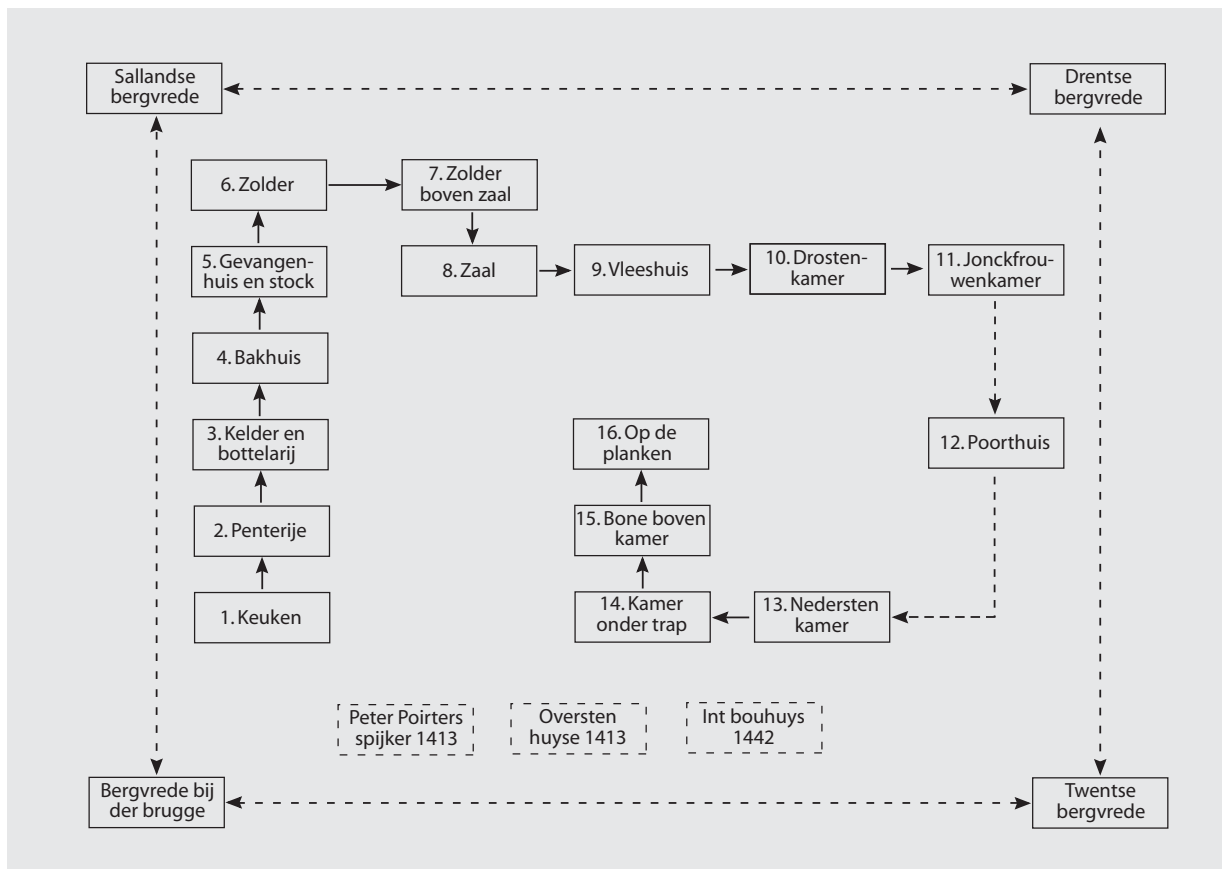 Sallandse
bergvrede
Drentse
bergvrede
6. Zolder
7. Zolder
boven zaal
5. Gevangen-
huis en stock
8. Zaal
9. Vleeshuis
10. Drosten-
kamer
11. Jonckfrou-
wenkamer
4. Bakhuis
3. Kelder en
bottelarij
16. Op de
planken
12. Poorthuis
2. Penterije
15. Bone boven
kamer
1. Keuken
14. Kamer
onder trap
13. Nedersten
kamer
Peter Poirters
spijker 1413
Oversten
huyse 1413
Int bouhuys
1442
Bergvrede bij
der brugge
Twentse
bergvrede